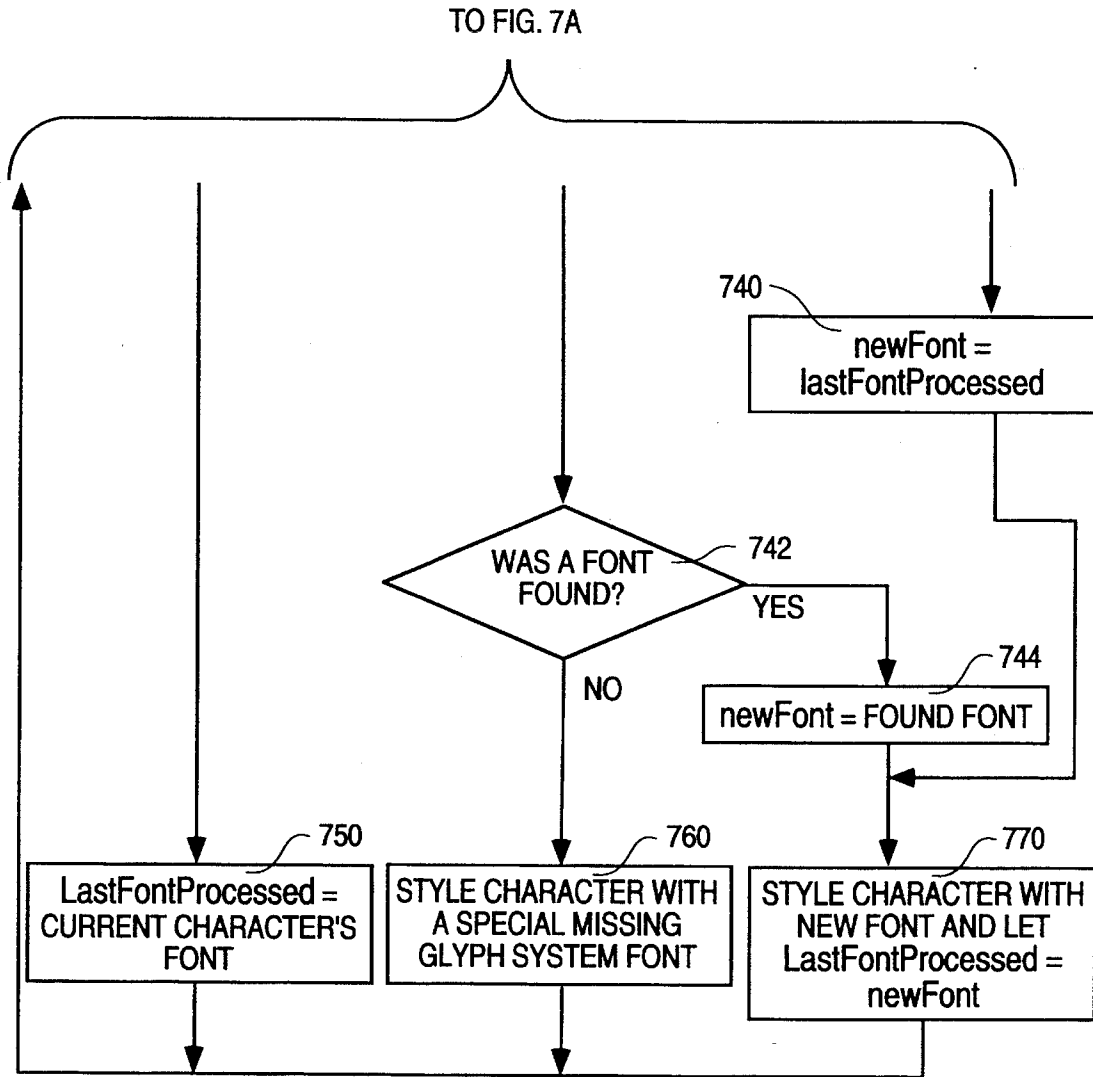 TO FIG. 7A
740
newFont =
lastFontProcessed
WAS A FONT
FOUND?
742
YES
NO
744
newFont = FOUND FONT
750
LastFontProcessed =
CURRENT CHARACTER'S
FONT
760
STYLE CHARACTER WITH
A SPECIAL MISSING
GLYPH SYSTEM FONT
770
STYLE CHARACTER WITH
NEW FONT AND LET
LastFontProcessed =
newFont